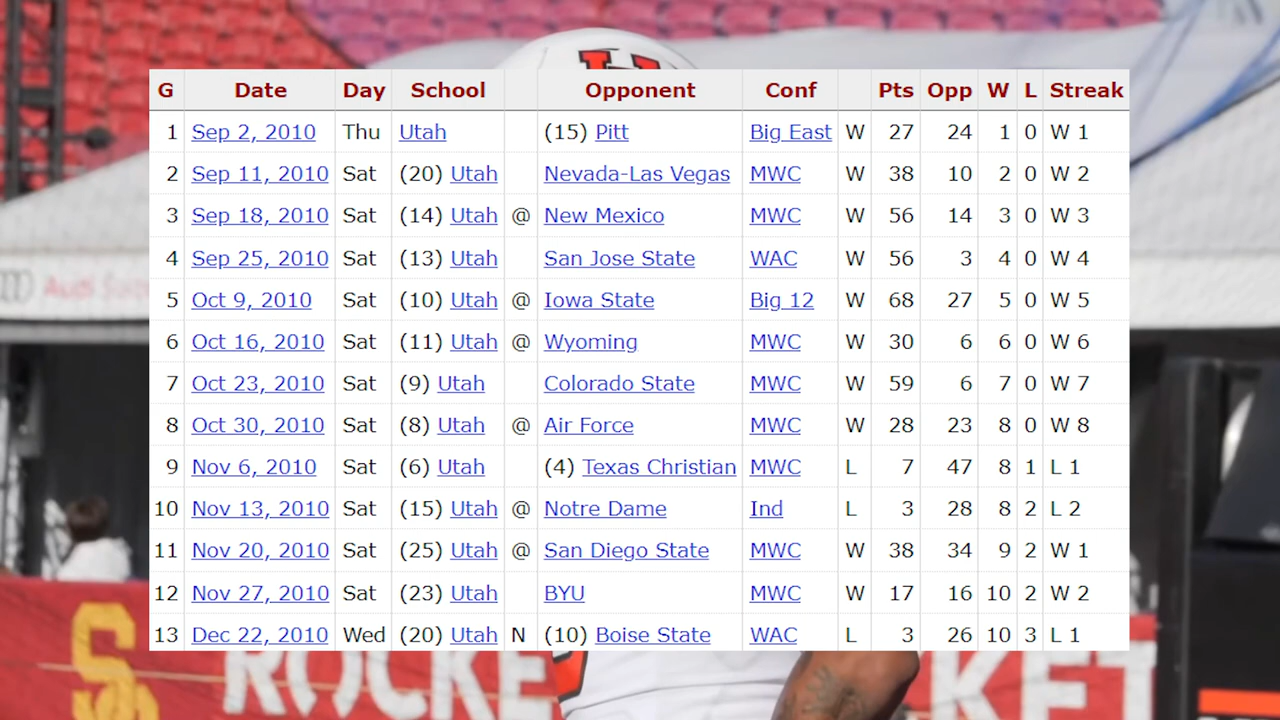 G Date Day School Opponent Conf Pts Opp W L Streak
1 Sep 2, 2010 Thu Utah (15) Pitt Big East W 27 24 1 0 W 1
2 Sep 11, 2010 Sat (20) Utah Nevada-Las Vegas MWC W 38 10 2 0 W 2
3 Sep 18, 2010 Sat (14) Utah @ New Mexico MWC W 56 14 3 0 W 3
4 Sep 25, 2010 Sat (13) Utah San Jose State WAC W 56 3 4 0 W 4
5 Oct 9, 2010 Sat (10) Utah @ Iowa State Big 12 W 68 27 5 0 W 5
6 Oct 16, 2010 Sat (11) Utah @ Wyoming MWC W 30 6 6 0 W 6
7 Oct 23, 2010 Sat (9) Utah Colorado State MWC W 59 6 7 0 W 7
8 Oct 30, 2010 Sat (8) Utah @ Air Force MWC W 28 23 8 0 W 8
9 Nov 6, 2010 Sat (6) Utah (4) Texas Christian MWC L 7 47 8 1 L 1
10 Nov 13, 2010 Sat (15) Utah @ Notre Dame Ind L 3 28 8 2 L 2
11 Nov 20, 2010 Sat (25) Utah @ San Diego State MWC W 38 34 9 2 W 1
12 Nov 27, 2010 Sat (23) Utah BYU MWC W 17 16 10 2 W 2
13 Dec 22, 2010 Wed (20) Utah N (10) Boise State WAC L 3 26 10 3 L 1
Audi
ROCKE KET